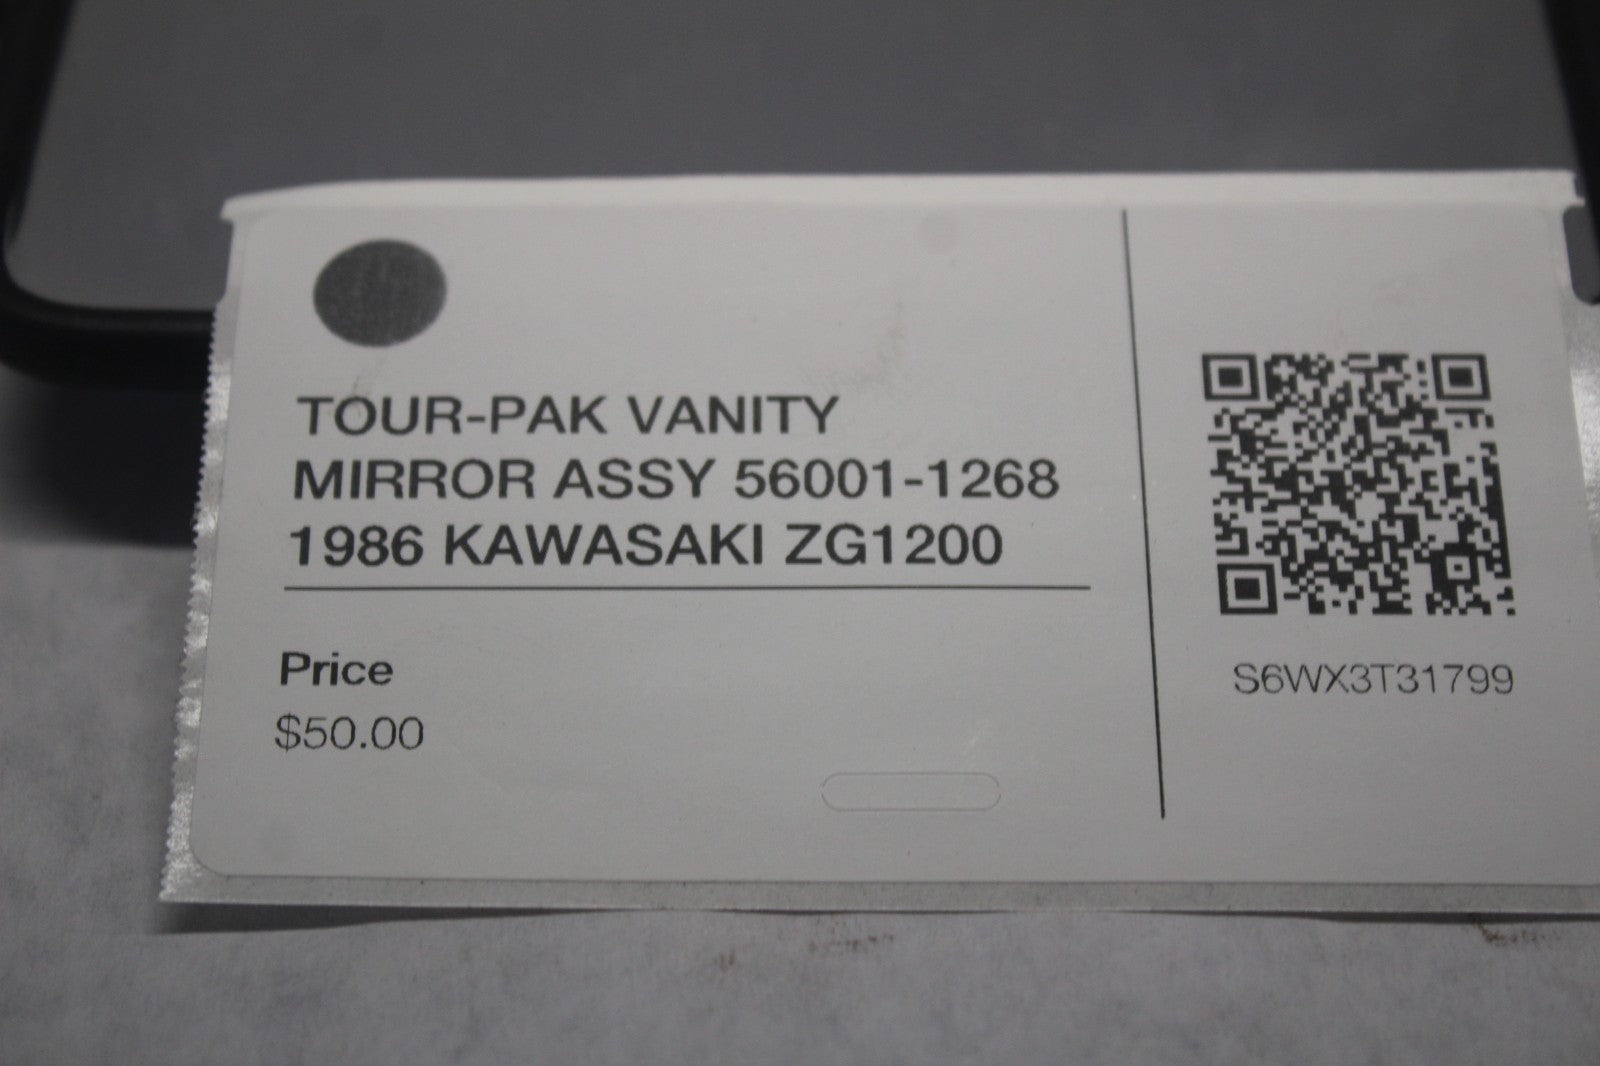 TOUR-PAK VANITY
MIRROR ASSY 56001-1268
1986 KAWASAKI ZG1200
Price
$50.00
S6WX3T31799